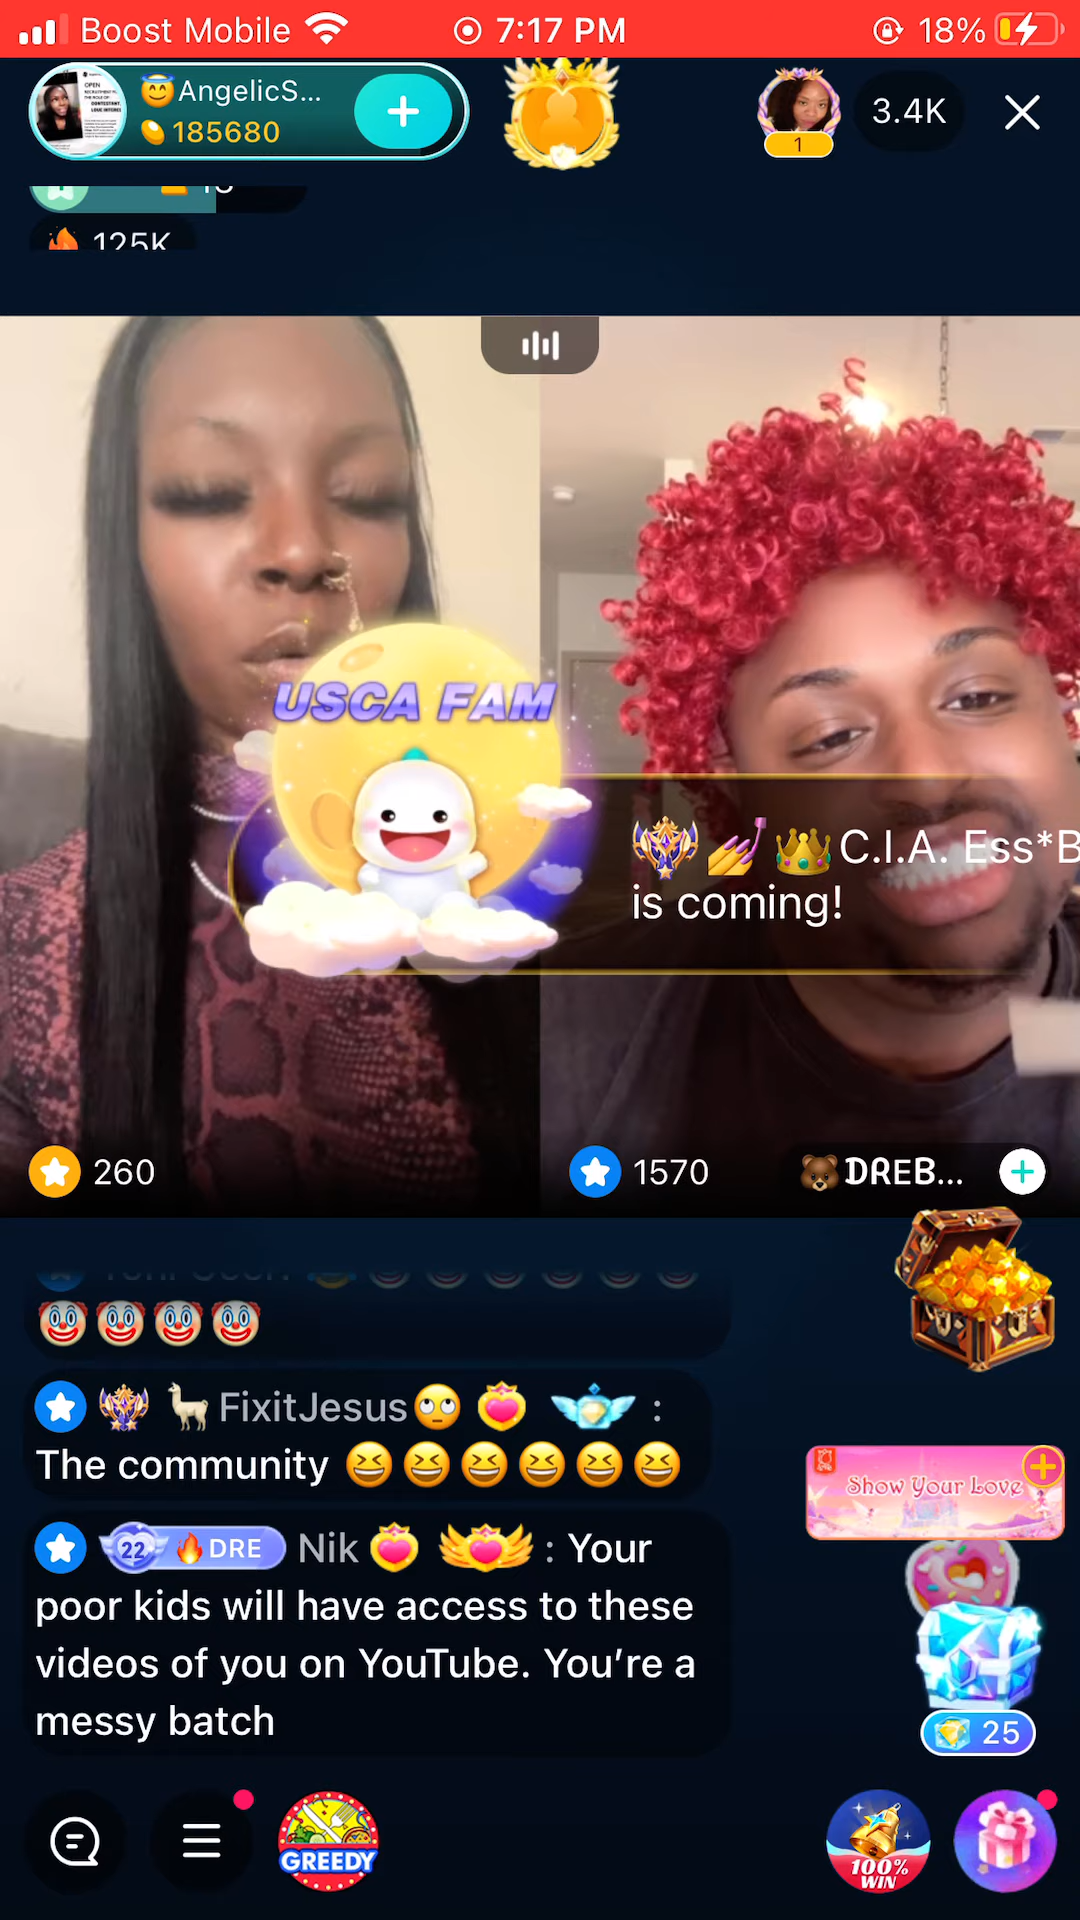 Boost Mobile 7:17 PM 18%
😇AngelicS...
185680
3.4K
1
125K
USCA FAM
💅👑C.I.A. Ess*B
is coming!
260
1570
🐻DREB...
🤡🤡🤡🤡
🦙FixitJesus🙄 :
The community 😆😆😆😆😆😆
22 🔥DRE Nik : Your
poor kids will have access to these
videos of you on YouTube. You’re a
messy batch
Show Your Love
25
GREEDY
100%
WIN